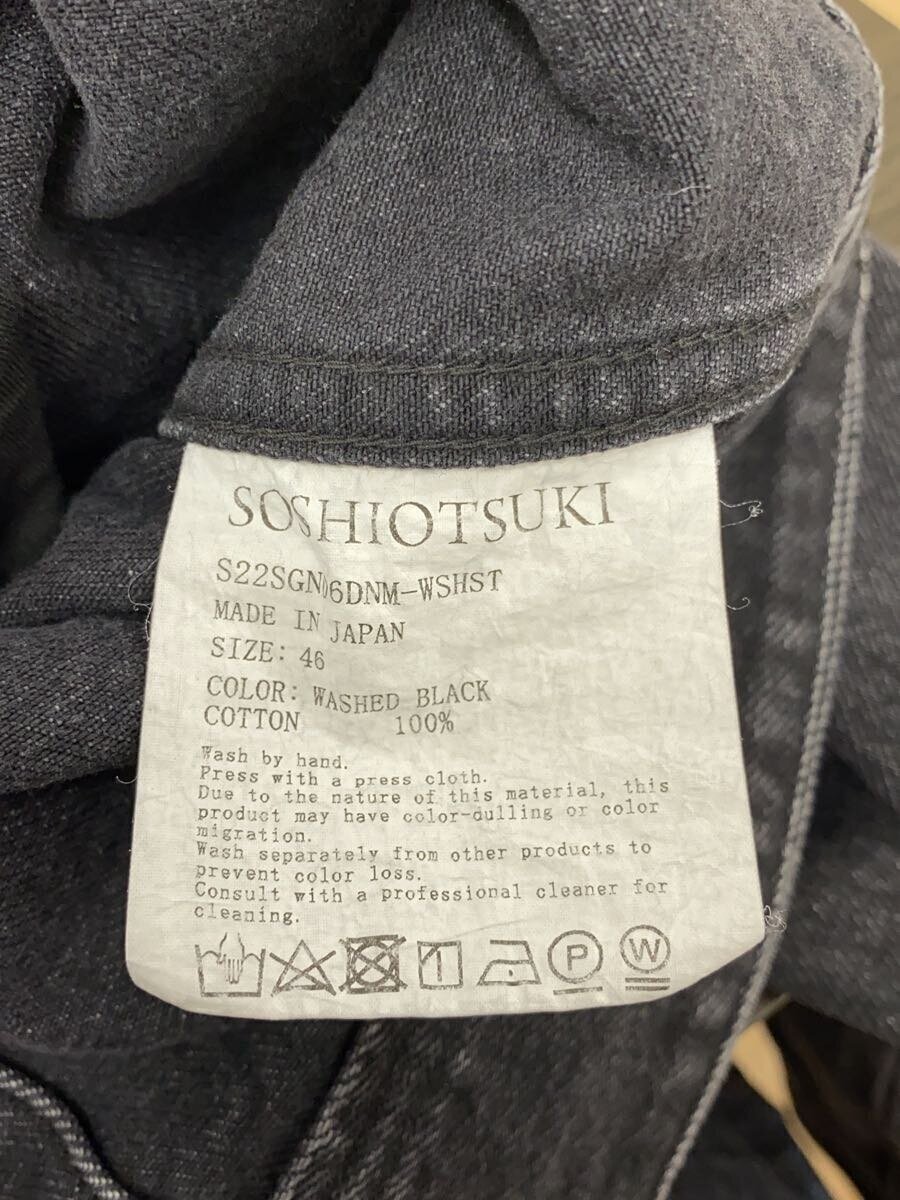 SOSHIOTSUKI
S22SGN06DNM-WSHST
MADE IN JAPAN
SIZE: 46
COLOR: WASHED BLACK
COTTON 100%
Wash by hand.
Press with a press cloth.
Due to the nature of this material, this
product may have color-dulling or color
migration.
Wash separately from other products to
prevent color loss.
Consult with a professional cleaner for
cleaning.
P W